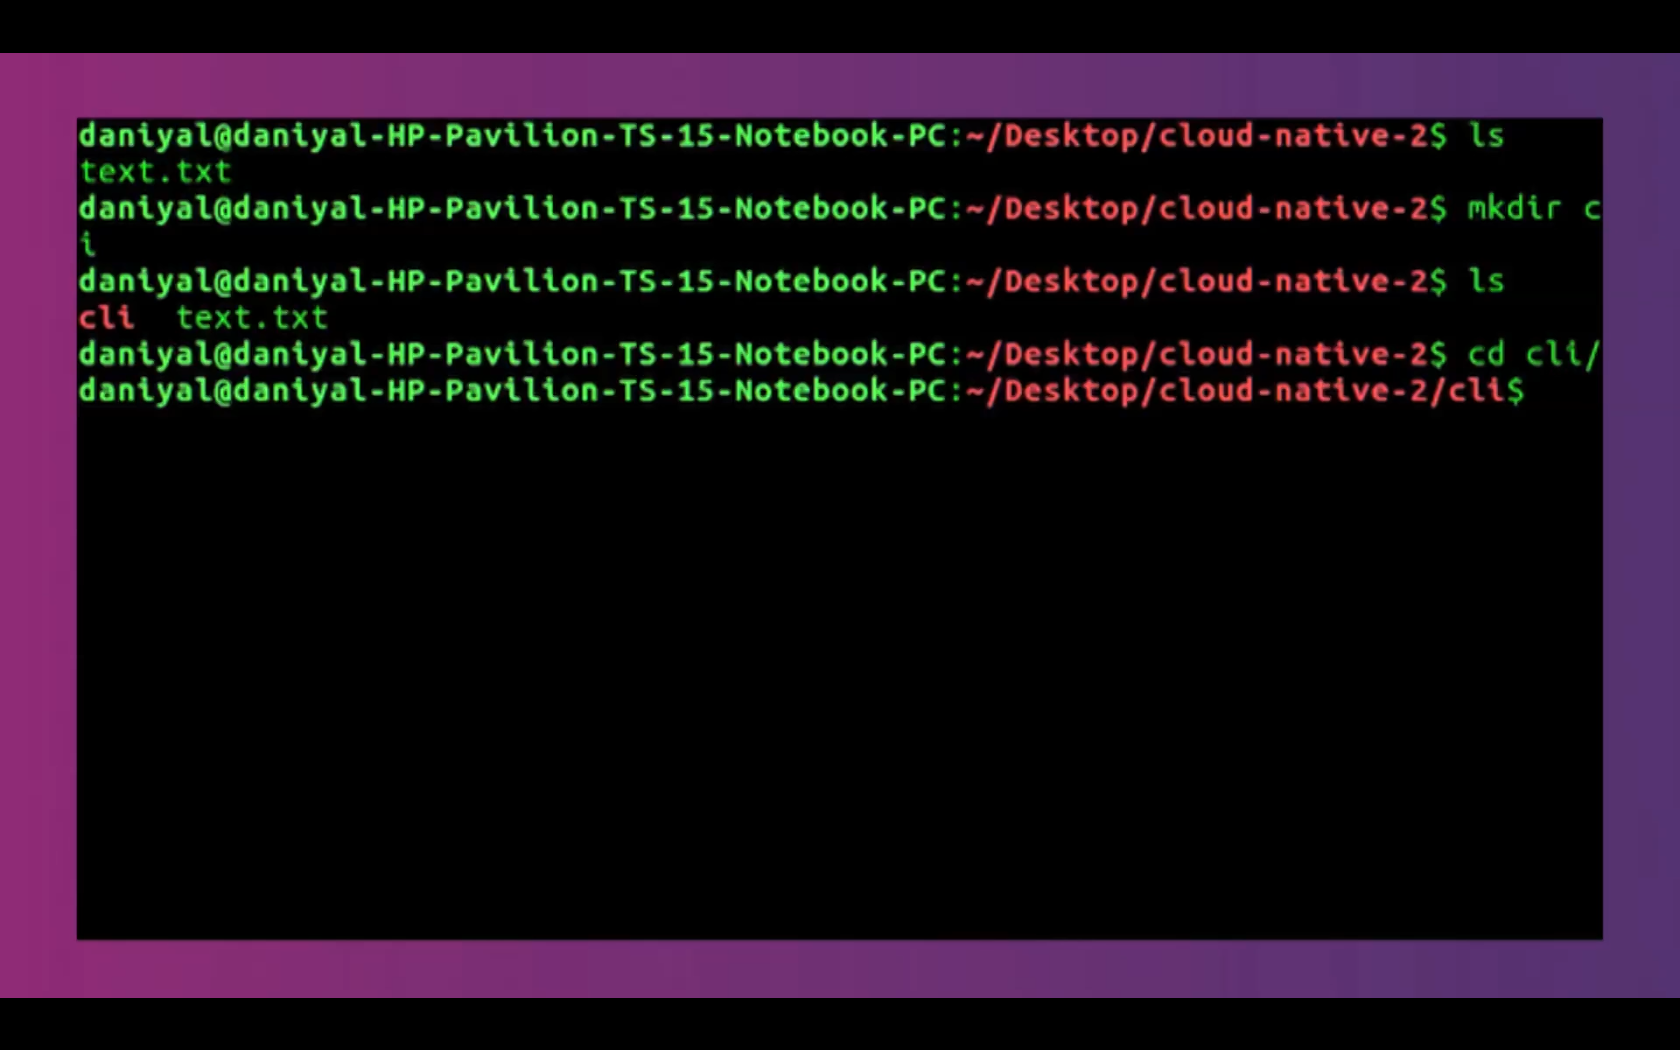 daniyal@daniyal-HP-Pavilion-TS-15-Notebook-PC:~/Desktop/cloud-native-2$ ls
text.txt
daniyal@daniyal-HP-Pavilion-TS-15-Notebook-PC:~/Desktop/cloud-native-2$ mkdir c
i
daniyal@daniyal-HP-Pavilion-TS-15-Notebook-PC:~/Desktop/cloud-native-2$ ls
cli  text.txt
daniyal@daniyal-HP-Pavilion-TS-15-Notebook-PC:~/Desktop/cloud-native-2$ cd cli/
daniyal@daniyal-HP-Pavilion-TS-15-Notebook-PC:~/Desktop/cloud-native-2/cli$